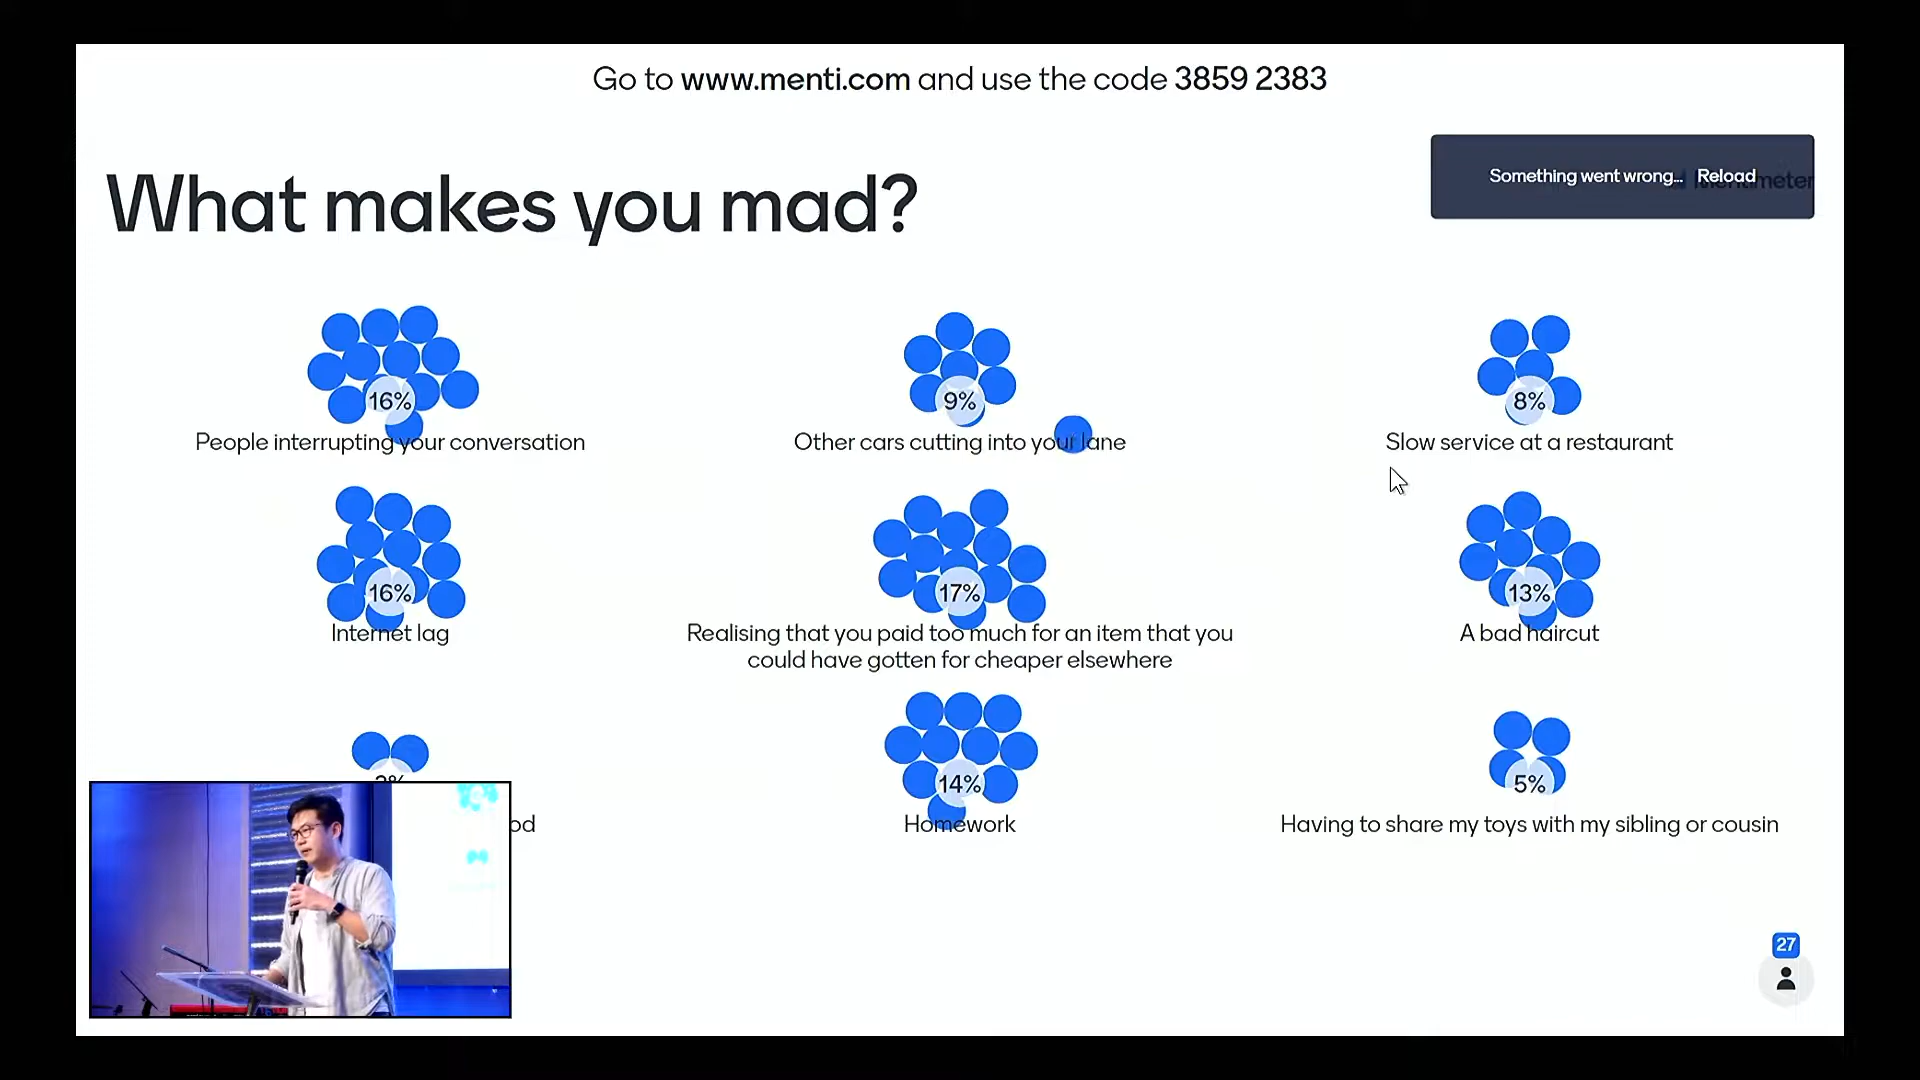 Go to www.menti.com and use the code 3859 2383
Something went wrong... Reload
What makes you mad?
16%
9%
8%
People interrupting your conversation
Other cars cutting into your lane
Slow service at a restaurant
16%
17%
13%
Internet lag
Realising that you paid too much for an item that you
could have gotten for cheaper elsewhere
A bad haircut
14%
5%
Homework
Having to share my toys with my sibling or cousin
27